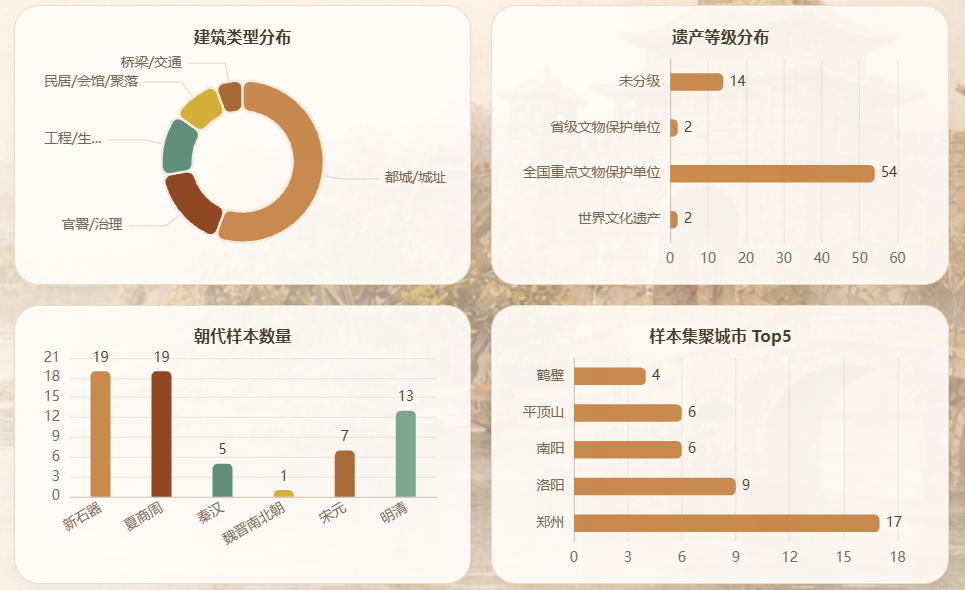 建筑类型分布
桥梁/交通
民居/会馆/聚落
工程/生...
都城/城址
官署/治理
遗产等级分布
未分级
14
省级文物保护单位
2
全国重点文物保护单位
54
世界文化遗产
2
0 10 20 30 40 50 60
朝代样本数量
21
18
15
12
9
6
3
0
19 19 5 1 7 13
新石器 夏商周 秦汉 魏晋南北朝 宋元 明清
样本集聚城市 Top5
鹤壁
4
平顶山
6
南阳
6
洛阳
9
郑州
17
0 3 6 9 12 15 18